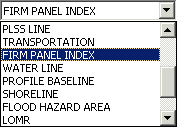 FIRM PANEL INDEX
PLSS LINE
TRANSPORTATION
FIRM PANEL INDEX
WATER LINE
PROFILE BASELINE
SHORELINE
FLOOD HAZARD AREA
LOMR